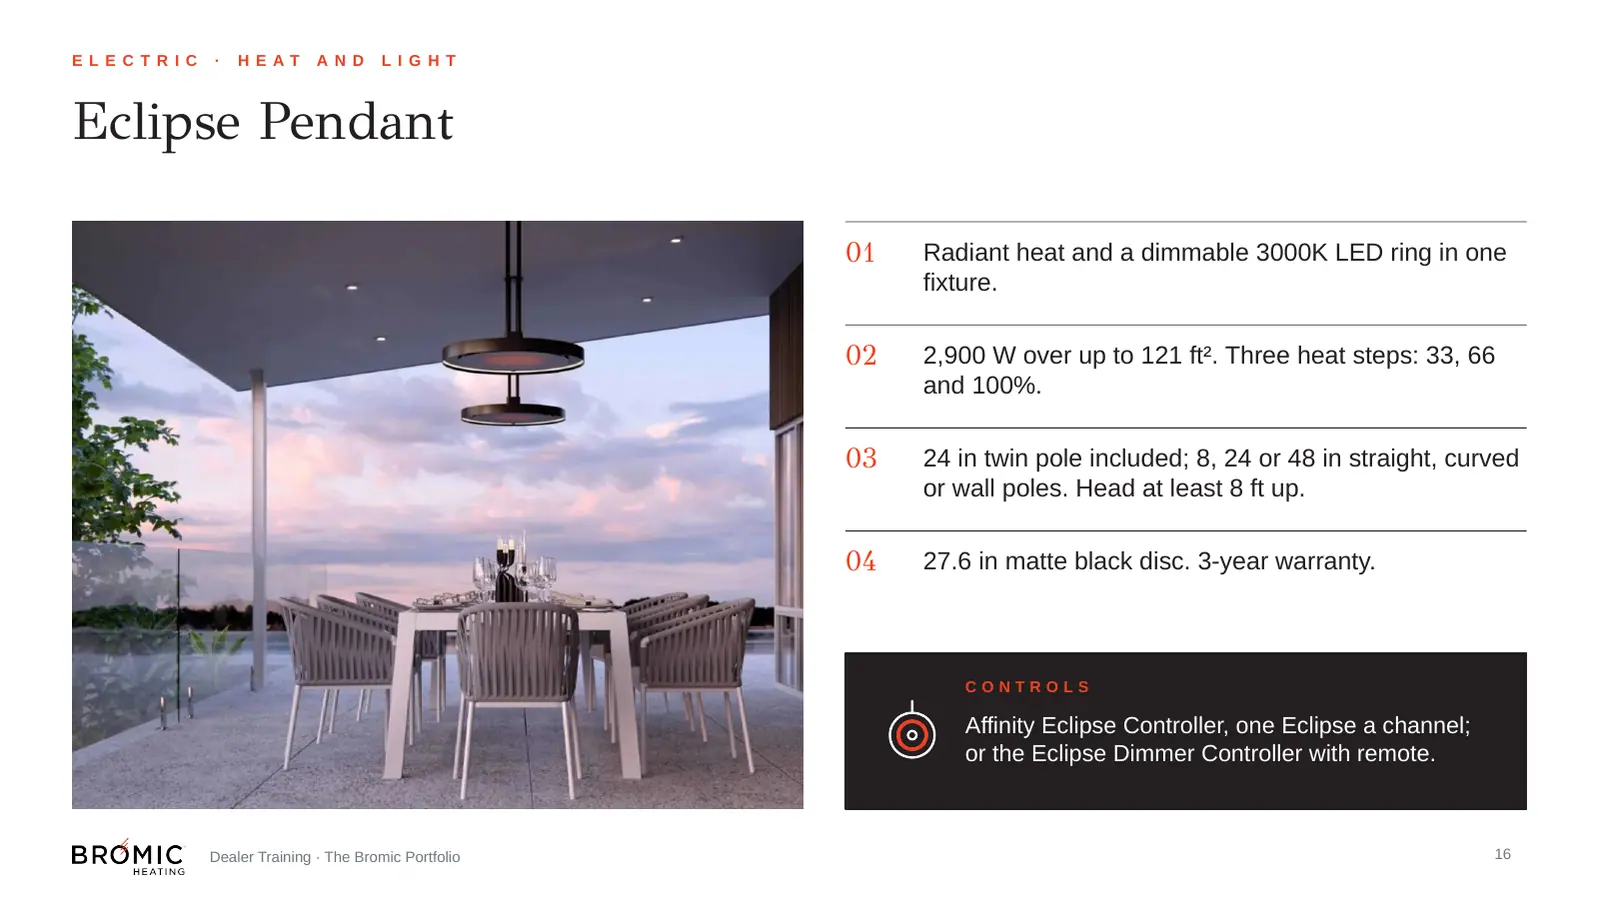 ELECTRIC · HEAT AND LIGHT
Eclipse Pendant
01 Radiant heat and a dimmable 3000K LED ring in one
fixture.
02 2,900 W over up to 121 ft². Three heat steps: 33, 66
and 100%.
03 24 in twin pole included; 8, 24 or 48 in straight, curved
or wall poles. Head at least 8 ft up.
04 27.6 in matte black disc. 3-year warranty.
CONTROLS
Affinity Eclipse Controller, one Eclipse a channel;
or the Eclipse Dimmer Controller with remote.
BROMIC
HEATING
Dealer Training · The Bromic Portfolio
16